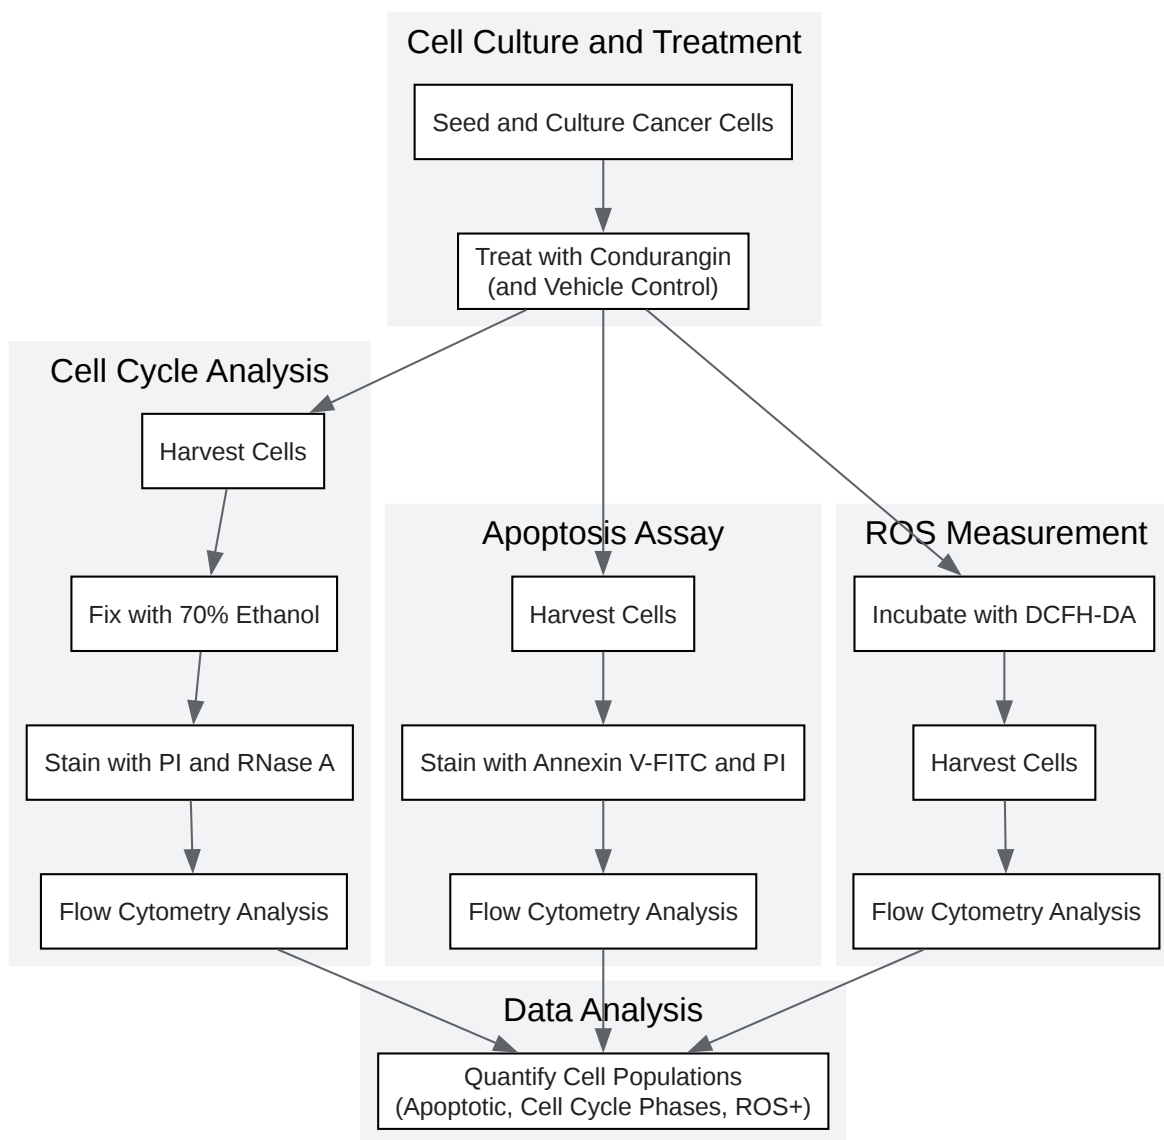 Cell Culture and Treatment
Seed and Culture Cancer Cells
Treat with Condurangin
(and Vehicle Control)
Cell Cycle Analysis
Harvest Cells
Fix with 70% Ethanol
Stain with PI and RNase A
Flow Cytometry Analysis
Apoptosis Assay
Harvest Cells
Stain with Annexin V-FITC and PI
Flow Cytometry Analysis
ROS Measurement
Incubate with DCFH-DA
Harvest Cells
Flow Cytometry Analysis
Data Analysis
Quantify Cell Populations
(Apoptotic, Cell Cycle Phases, ROS+)